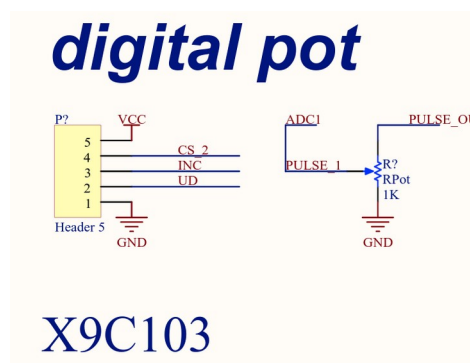 digital pot
P?
VCC
5
4
3
2
1
CS_2
INC
UD
Header 5
GND
ADC1
PULSE_1
PULSE_OU
R?
RPot
1K
GND
X9C103